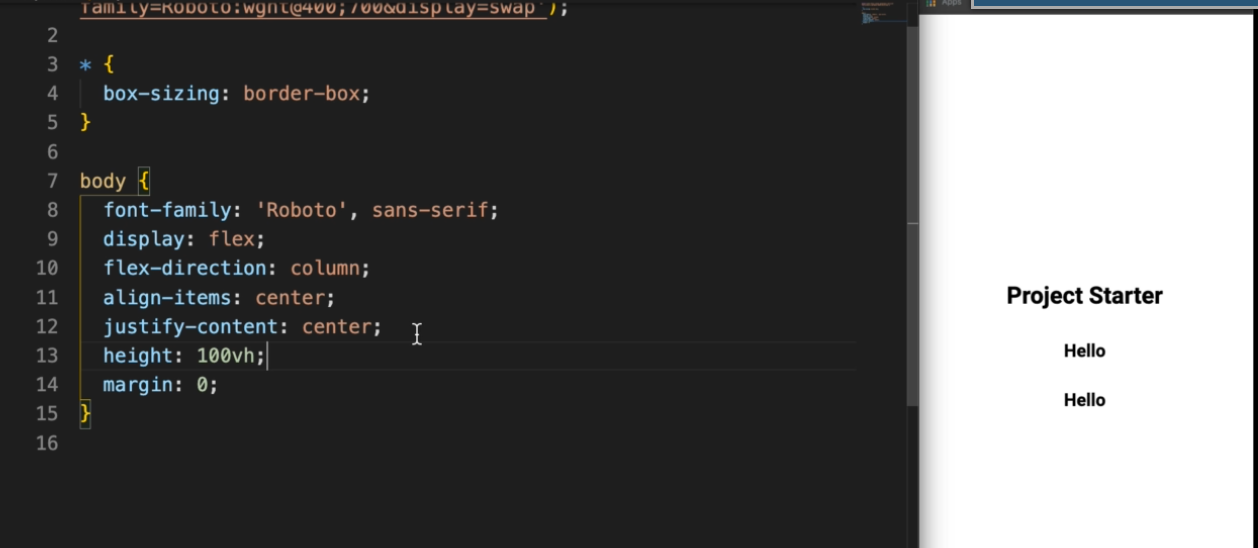 family=Roboto:wght@400;700&display=swap');
2
3 * {
4 box-sizing: border-box;
5 }
6
7 body {
8 font-family: 'Roboto', sans-serif;
9 display: flex;
10 flex-direction: column;
11 align-items: center;
12 justify-content: center;
13 height: 100vh;
14 margin: 0;
15 }
16
Apps
Project Starter
Hello
Hello